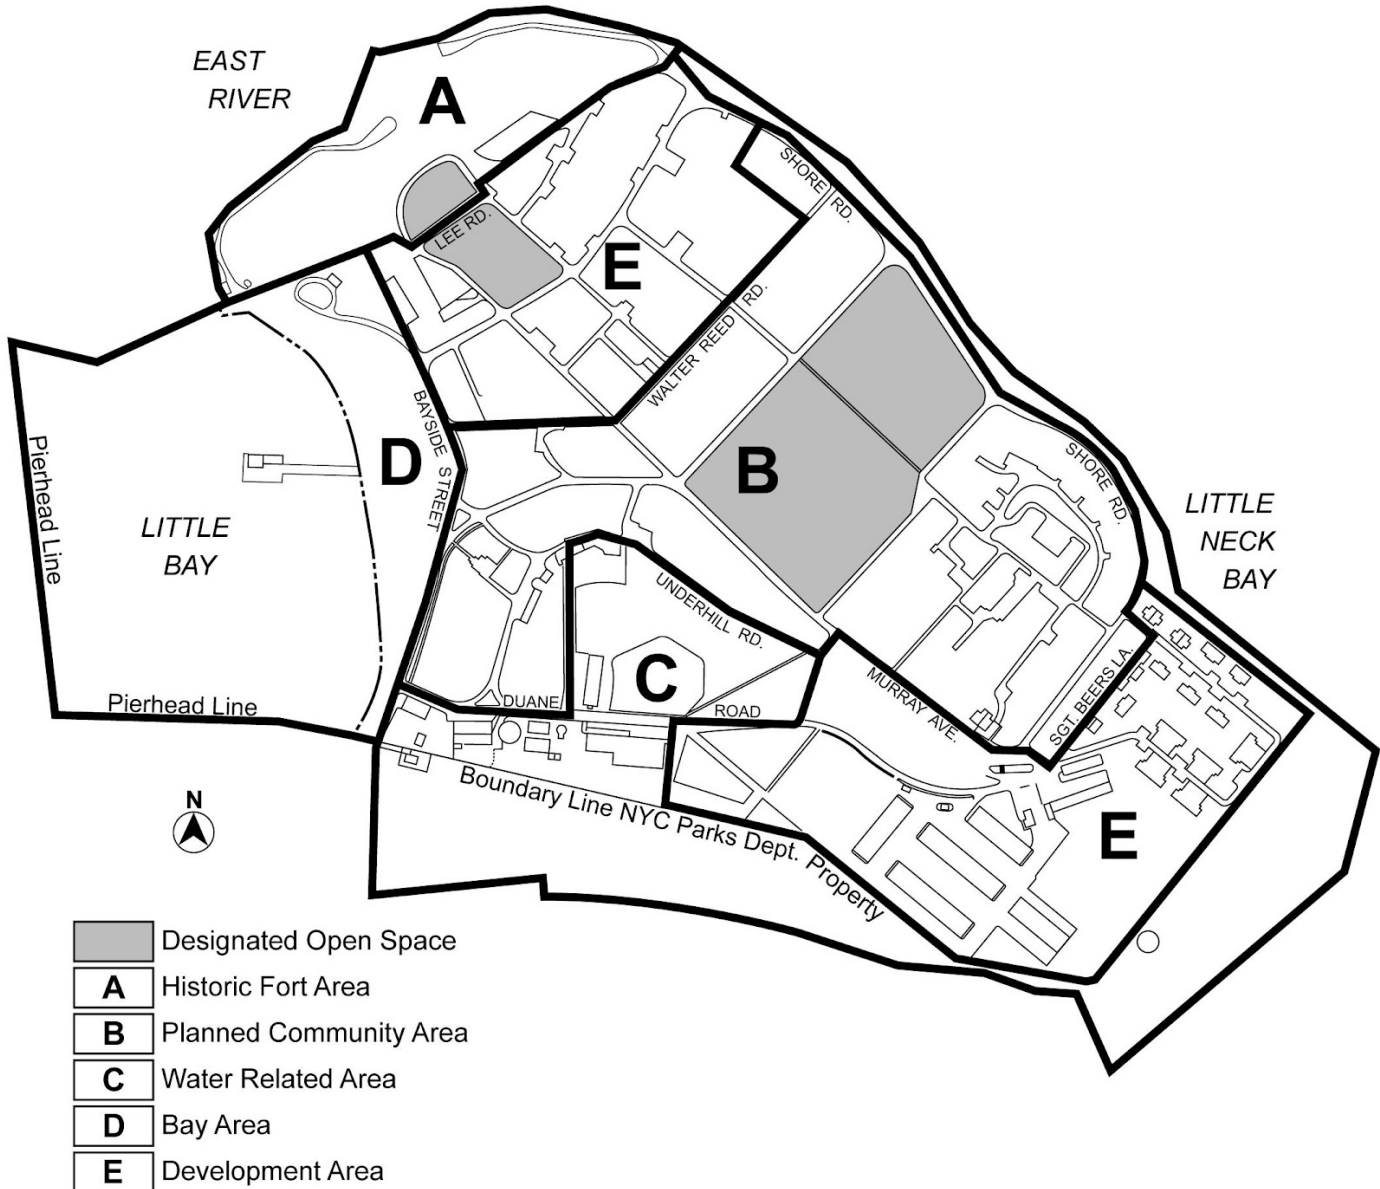 EAST
RIVER
A
SHORE RD.
LEE RD.
E
WALTER REED RD.
BAYSIDE STREET
D
B
Pierhead Line
LITTLE
BAY
SHORE RD.
LITTLE
NECK
BAY
UNDERHILL RD.
C
MURRAY AVE.
SGT. BEERS LA.
DUANE ROAD
Pierhead Line
Boundary Line NYC Parks Dept. Property
E
N
Designated Open Space
A Historic Fort Area
B Planned Community Area
C Water Related Area
D Bay Area
E Development Area